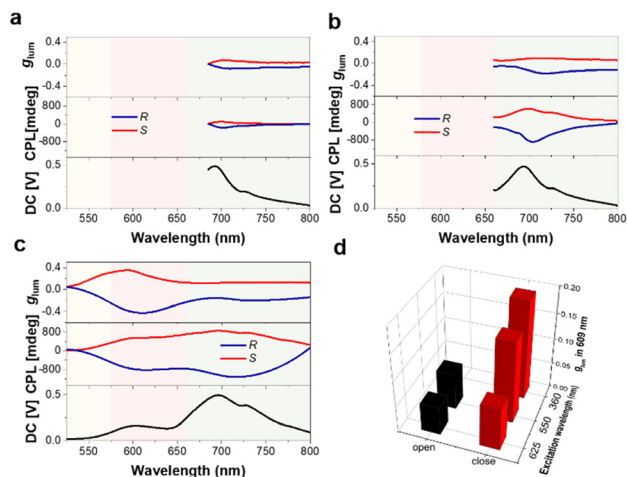 a
g_lum
0.4
0.0
-0.4
CPL[mdeg]
800
0
-800
R
S
DC [V]
0.5
0.0
550 600 650 700 750 800
Wavelength (nm)
b
g_lum
0.4
0.0
-0.4
CPL[mdeg]
800
0
-800
R
S
DC [V]
0.5
0.0
550 600 650 700 750 800
Wavelength (nm)
c
g_lum
0.4
0.0
-0.4
CPL [mdeg]
800
0
-800
R
S
DC [V]
0.5
0.0
550 600 650 700 750 800
Wavelength (nm)
d
0.20
0.15
0.10
0.05
0.00
g_lum in 609 nm
360
550
625
Excitation wavelength (nm)
open
close